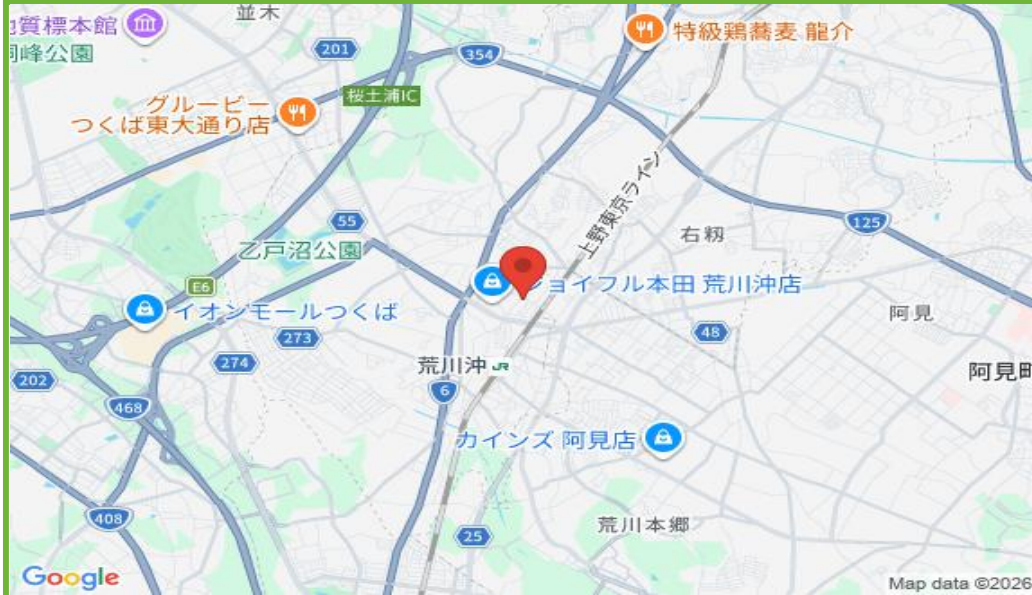 並木
地質標本館
洞峰公園
201
354
特級鶏蕎麦 龍介
桜土浦IC
グルービー
つくば東大通り店
上野東京ライン
55
125
右籾
乙戸沼公園
E6
ジョイフル本田 荒川沖店
イオンモールつくば
阿見
273
48
274
荒川沖 JR
阿見町
202
6
468
カインズ 阿見店
408
荒川本郷
25
Google
Map data ©2026